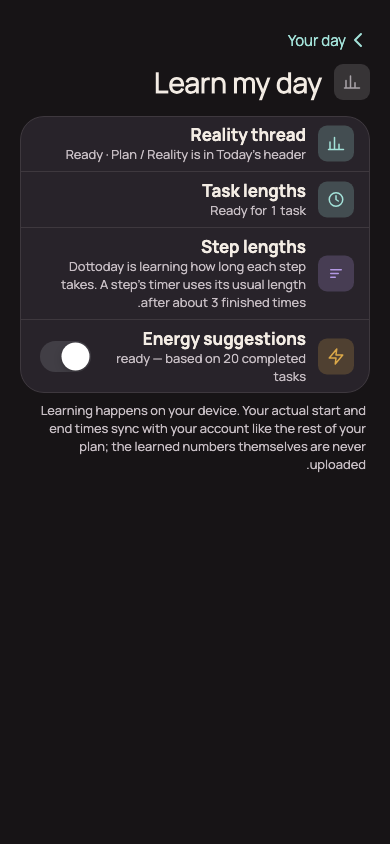 Your day
Learn my day
Reality thread
Ready · Plan / Reality is in Today's header
Task lengths
Ready for 1 task
Step lengths
Dottoday is learning how long each step
takes. A step's timer uses its usual length
.after about 3 finished times
Energy suggestions
ready — based on 20 completed
tasks
Learning happens on your device. Your actual start and
end times sync with your account like the rest of your
plan; the learned numbers themselves are never
.uploaded